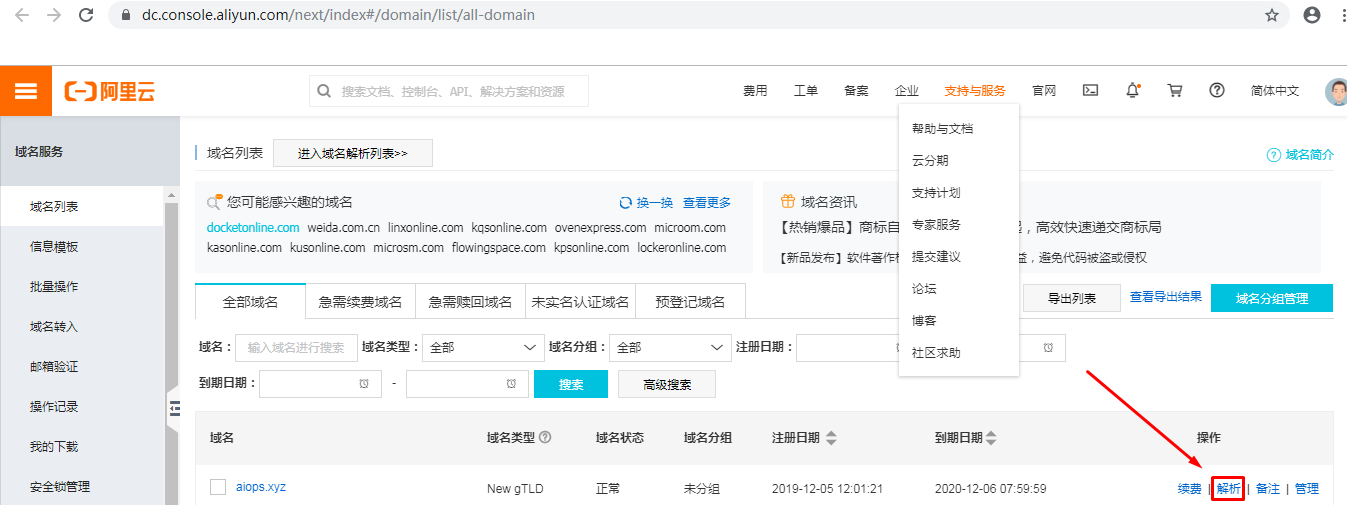 dc.console.aliyun.com/next/index#/domain/list/all-domain
阿里云
搜索文档、控制台、API、解决方案和资源
费用 工单 备案 企业 支持与服务 官网 简体中文
帮助与文档
云分期
支持计划
专家服务
提交建议
论坛
博客
社区求助
域名服务
域名列表
信息模板
批量操作
域名转入
邮箱验证
操作记录
我的下载
安全锁管理
域名列表 进入域名解析列表>> 域名简介
您可能感兴趣的域名 换一换 查看更多
docketonline.com weida.com.cn linxonline.com kqsonline.com ovenexpress.com microom.com
kasonline.com kusonline.com microsm.com flowingspace.com kpsonline.com lockeronline.com
域名资讯
【热销爆品】商标自 ，高效快速递交商标局
【新品发布】软件著作 益，避免代码被盗或侵权
全部域名 急需续费域名 急需赎回域名 未实名认证域名 预登记域名 导出列表 查看导出结果 域名分组管理
域名： 输入域名进行搜索 域名类型： 全部 域名分组： 全部 注册日期：
到期日期： - 搜索 高级搜索
域名 域名类型 域名状态 域名分组 注册日期 到期日期 操作
aiops.xyz New gTLD 正常 未分组 2019-12-05 12:01:21 2020-12-06 07:59:59 续费 | 解析 | 备注 | 管理